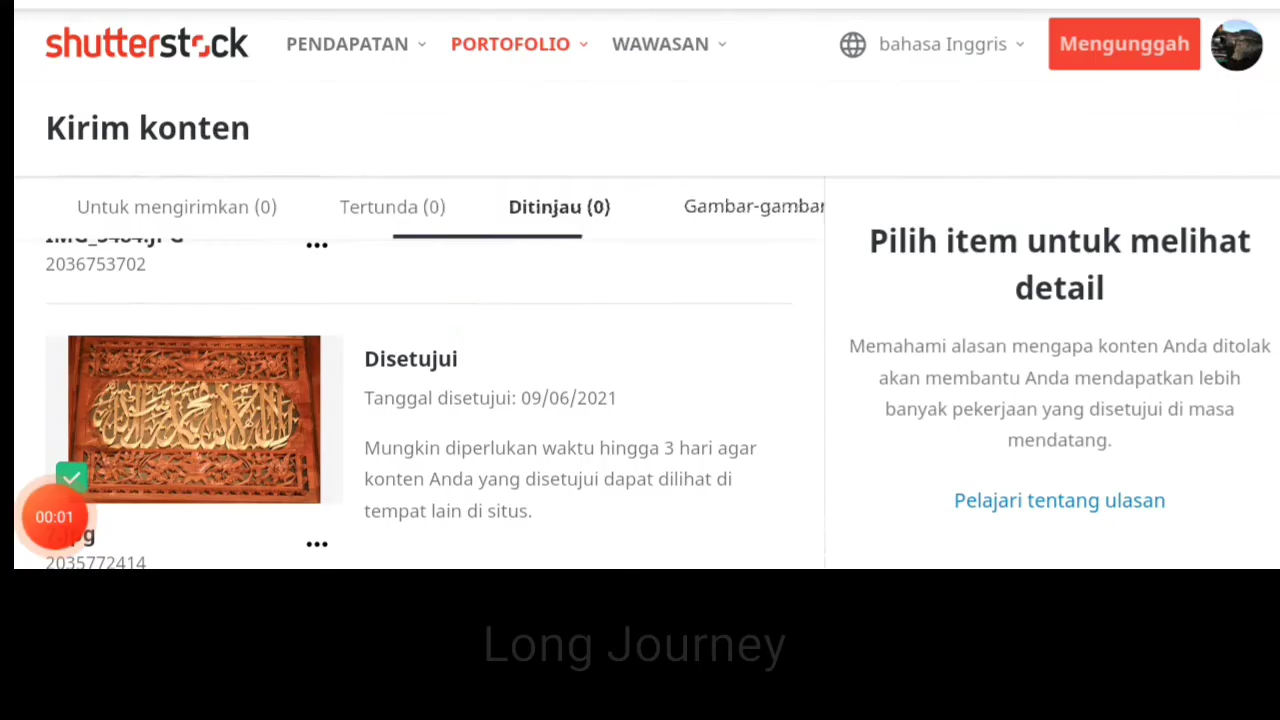 shutterstock PENDAPATAN PORTOFOLIO WAWASAN bahasa Inggris Mengunggah
Kirim konten
Untuk mengirimkan (0) Tertunda (0) Ditinjau (0) Gambar-gambar
2036753702
Disetujui
Tanggal disetujui: 09/06/2021
Mungkin diperlukan waktu hingga 3 hari agar
konten Anda yang disetujui dapat dilihat di
tempat lain di situs.
00:01
7.jpg
2035772414
Pilih item untuk melihat
detail
Memahami alasan mengapa konten Anda ditolak
akan membantu Anda mendapatkan lebih
banyak pekerjaan yang disetujui di masa
mendatang.
Pelajari tentang ulasan
Long Journey